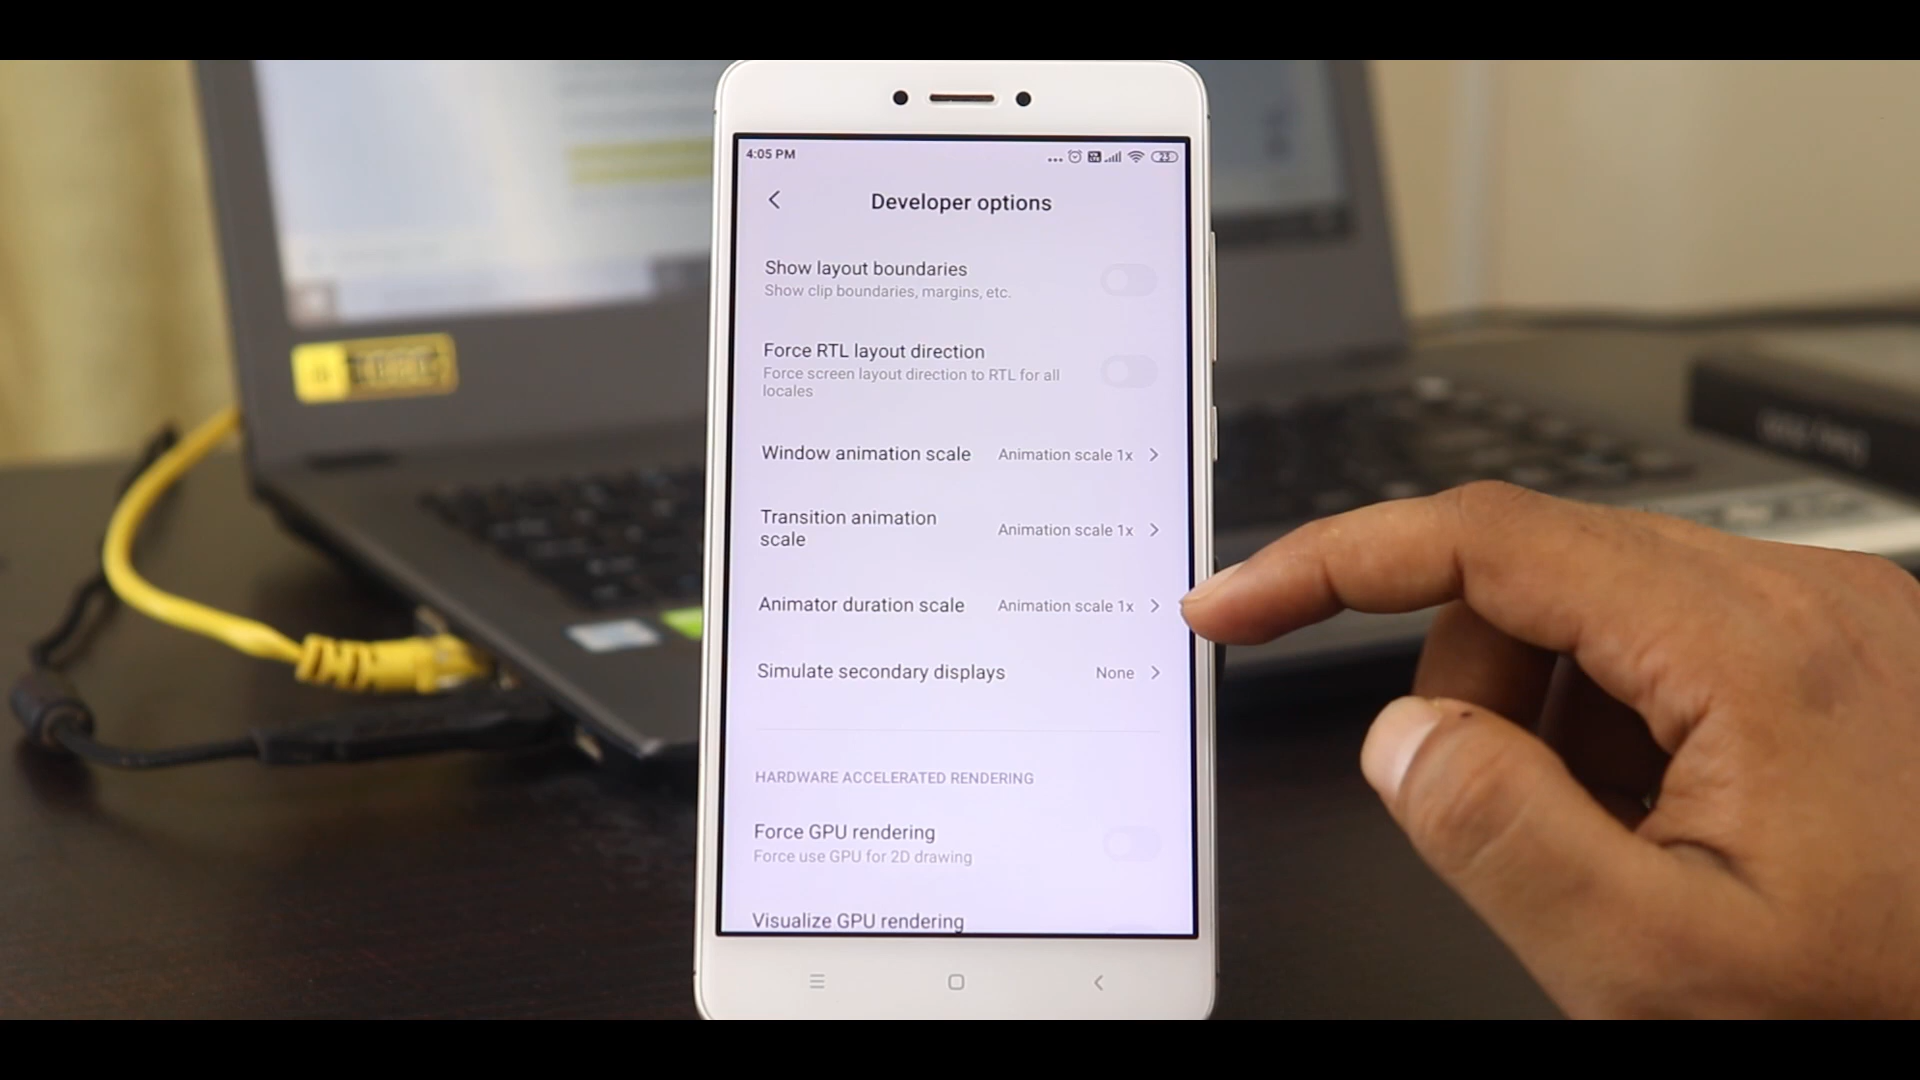 4:05 PM
23
Developer options
Show layout boundaries
Show clip boundaries, margins, etc.
Force RTL layout direction
Force screen layout direction to RTL for all
locales
Window animation scale Animation scale 1x
Transition animation
scale
Animation scale 1x
Animator duration scale Animation scale 1x
Simulate secondary displays None
HARDWARE ACCELERATED RENDERING
Force GPU rendering
Force use GPU for 2D drawing
Visualize GPU rendering